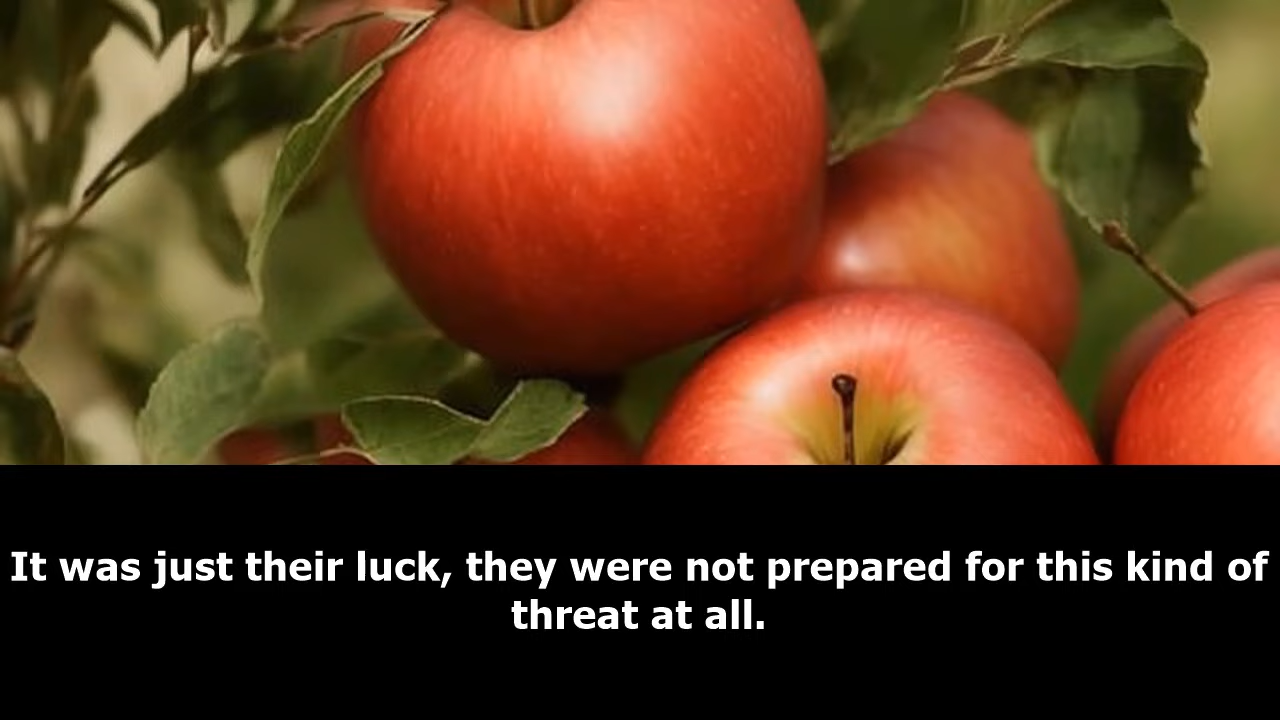 It was just their luck, they were not prepared for this kind of
threat at all.